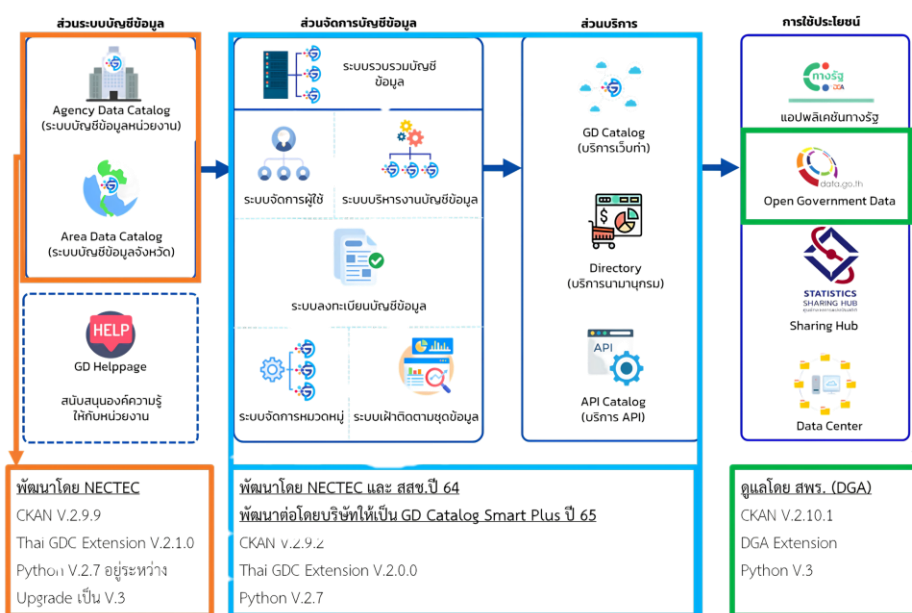 ส่วนระบบบัญชีข้อมูล
Agency Data Catalog
(ระบบบัญชีข้อมูลหน่วยงาน)
Area Data Catalog
(ระบบบัญชีข้อมูลจังหวัด)
HELP
GD Helppage
สนับสนุนองค์ความรู้
ให้กับหน่วยงาน
ส่วนจัดการบัญชีข้อมูล
ระบบรวบรวมบัญชี
ข้อมูล
ระบบจัดการผู้ใช้
ระบบบริหารงานบัญชีข้อมูล
ระบบลงทะเบียนบัญชีข้อมูล
ระบบจัดการหมวดหมู่
ระบบเฝ้าติดตามชุดข้อมูล
ส่วนบริการ
GD Catalog
(บริการเว็บท่า)
$
Directory
(บริการนามานุกรม)
API
API Catalog
(บริการ API)
การใช้ประโยชน์
ทางรัฐ
DGA
แอปพลิเคชันทางรัฐ
data.go.th
Open Government Data
STATISTICS
SHARING HUB
Sharing Hub
Data Center
พัฒนาโดย NECTEC
CKAN V.2.9.9
Thai GDC Extension V.2.1.0
Python V.2.7 อยู่ระหว่าง
Upgrade เป็น V.3
พัฒนาโดย NECTEC และ สสช.ปี 64
พัฒนาต่อโดยบริษัทให้เป็น GD Catalog Smart Plus ปี 65
CKAN V.2.9.2
Thai GDC Extension V.2.0.0
Python V.2.7
ดูแลโดย สพร. (DGA)
CKAN V.2.10.1
DGA Extension
Python V.3